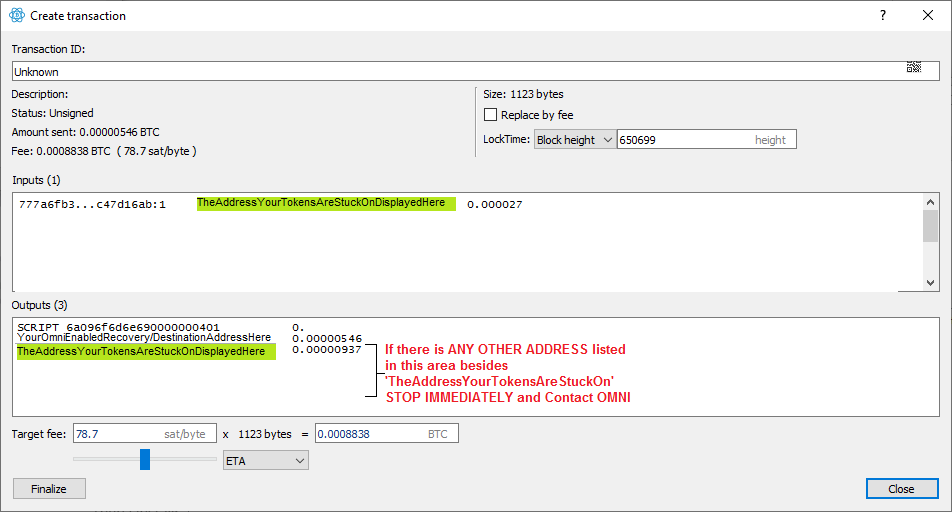 Create transaction
Transaction ID:
Unknown
Description:
Status: Unsigned
Amount sent: 0.00000546 BTC
Fee: 0.0008838 BTC ( 78.7 sat/byte )
Size: 1123 bytes
Replace by fee
LockTime: Block height 650699 height
Inputs (1)
777a6fb3...c47d16ab:1 TheAddressYourTokensAreStuckOnDisplayedHere 0.000027
Outputs (3)
SCRIPT 6a096f6d6e690000000401 0.
YourOmniEnabledRecovery/DestinationAddressHere 0.00000546
TheAddressYourTokensAreStuckOnDisplayedHere 0.00000937
If there is ANY OTHER ADDRESS listed
in this area besides
'TheAddressYourTokensAreStuckOn'
STOP IMMEDIATELY and Contact OMNI
Target fee: 78.7 sat/byte x 1123 bytes = 0.0008838 BTC
ETA
Finalize
Close